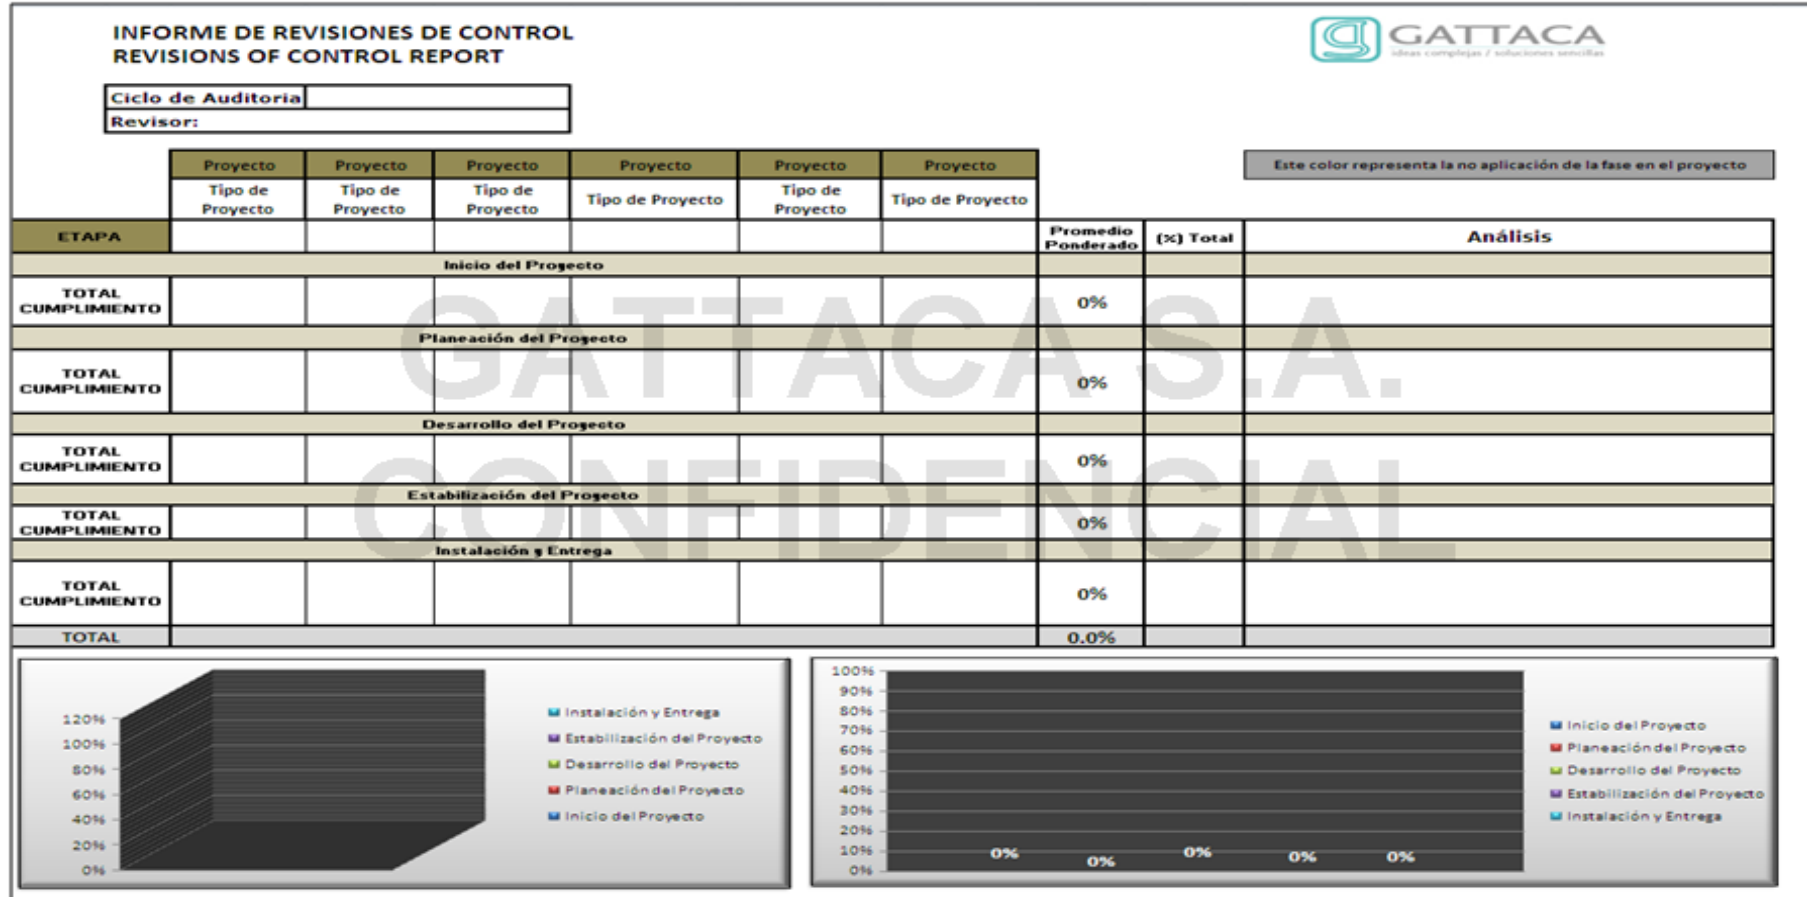 INFORME DE REVISIONES DE CONTROL
REVISIONS OF CONTROL REPORT
GATTACA
ideas complejas / soluciones sencillas
Ciclo de Auditoria
Revisor:
Proyecto Proyecto Proyecto Proyecto Proyecto Proyecto
Este color representa la no aplicación de la fase en el proyecto
Tipo de Proyecto Tipo de Proyecto Tipo de Proyecto Tipo de Proyecto Tipo de Proyecto Tipo de Proyecto
ETAPA Promedio Ponderado (%) Total Análisis
Inicio del Proyecto
TOTAL CUMPLIMIENTO 0%
Planeación del Proyecto
TOTAL CUMPLIMIENTO 0%
Desarrollo del Proyecto
TOTAL CUMPLIMIENTO 0%
Estabilización del Proyecto
TOTAL CUMPLIMIENTO 0%
Instalación y Entrega
TOTAL CUMPLIMIENTO 0%
TOTAL 0.0%
GATTACA S.A.
CONFIDENCIAL
120%
100%
80%
60%
40%
20%
0%
Instalación y Entrega
Estabilización del Proyecto
Desarrollo del Proyecto
Planeación del Proyecto
Inicio del Proyecto
100%
90%
80%
70%
60%
50%
40%
30%
20%
10%
0%
0% 0% 0% 0% 0%
Inicio del Proyecto
Planeación del Proyecto
Desarrollo del Proyecto
Estabilización del Proyecto
Instalación y Entrega